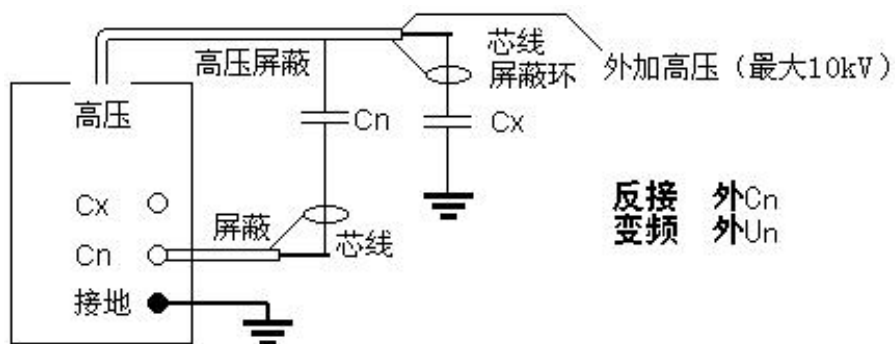 高压屏蔽
芯线
屏蔽环
外加高压（最大10kV）
高压
Cn
Cx
Cx
屏蔽
芯线
Cn
接地
反接 外Cn
变频 外Un